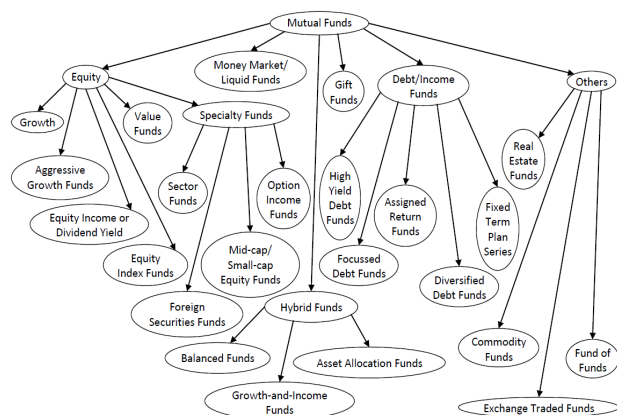 Mutual Funds
Money Market/
Liquid Funds
Gift
Funds
Equity
Debt/Income
Funds
Others
Growth
Value
Funds
Specialty Funds
Aggressive
Growth Funds
Equity Income or
Dividend Yield
Equity
Index Funds
Sector
Funds
Option
Income
Funds
Mid-cap/
Small-cap
Equity Funds
Foreign
Securities Funds
High
Yield
Debt
Funds
Assigned
Return
Funds
Focussed
Debt Funds
Fixed
Term
Plan
Series
Diversified
Debt Funds
Real
Estate
Funds
Hybrid Funds
Balanced Funds
Asset Allocation Funds
Growth-and-Income
Funds
Commodity
Funds
Fund of
Funds
Exchange Traded Funds